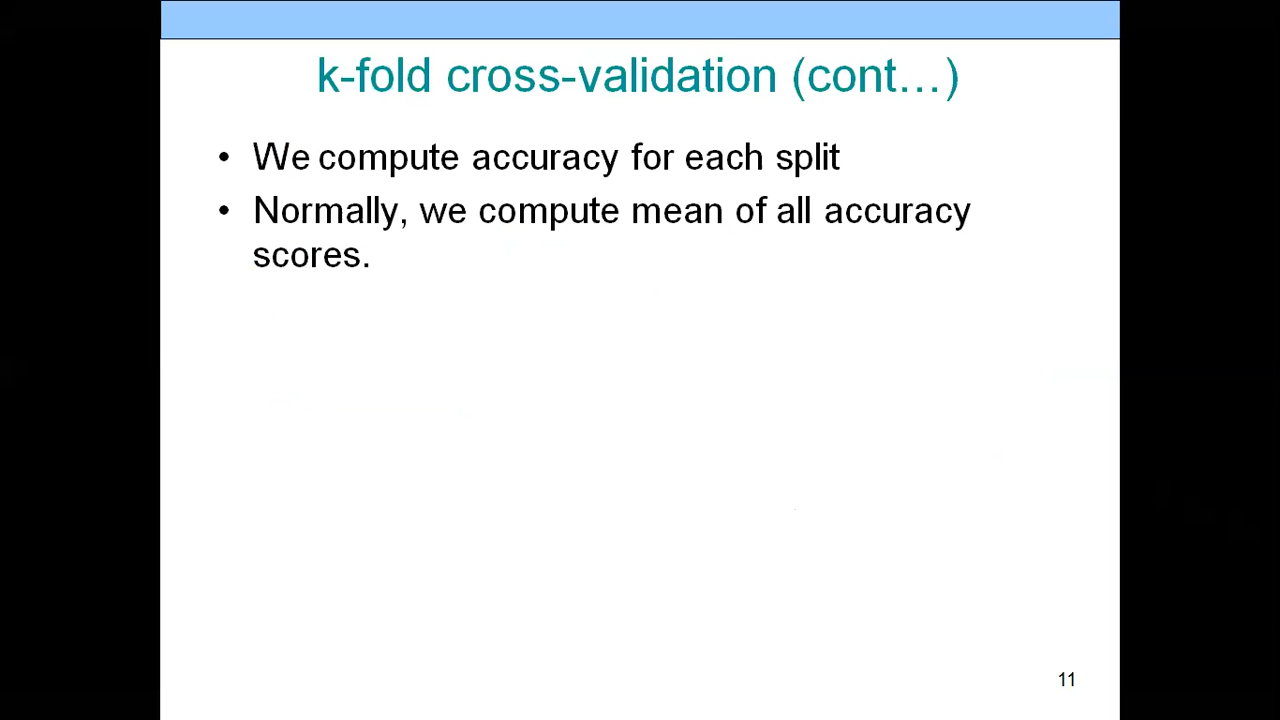 k-fold cross-validation (cont…)
• We compute accuracy for each split
• Normally, we compute mean of all accuracy
scores.
11